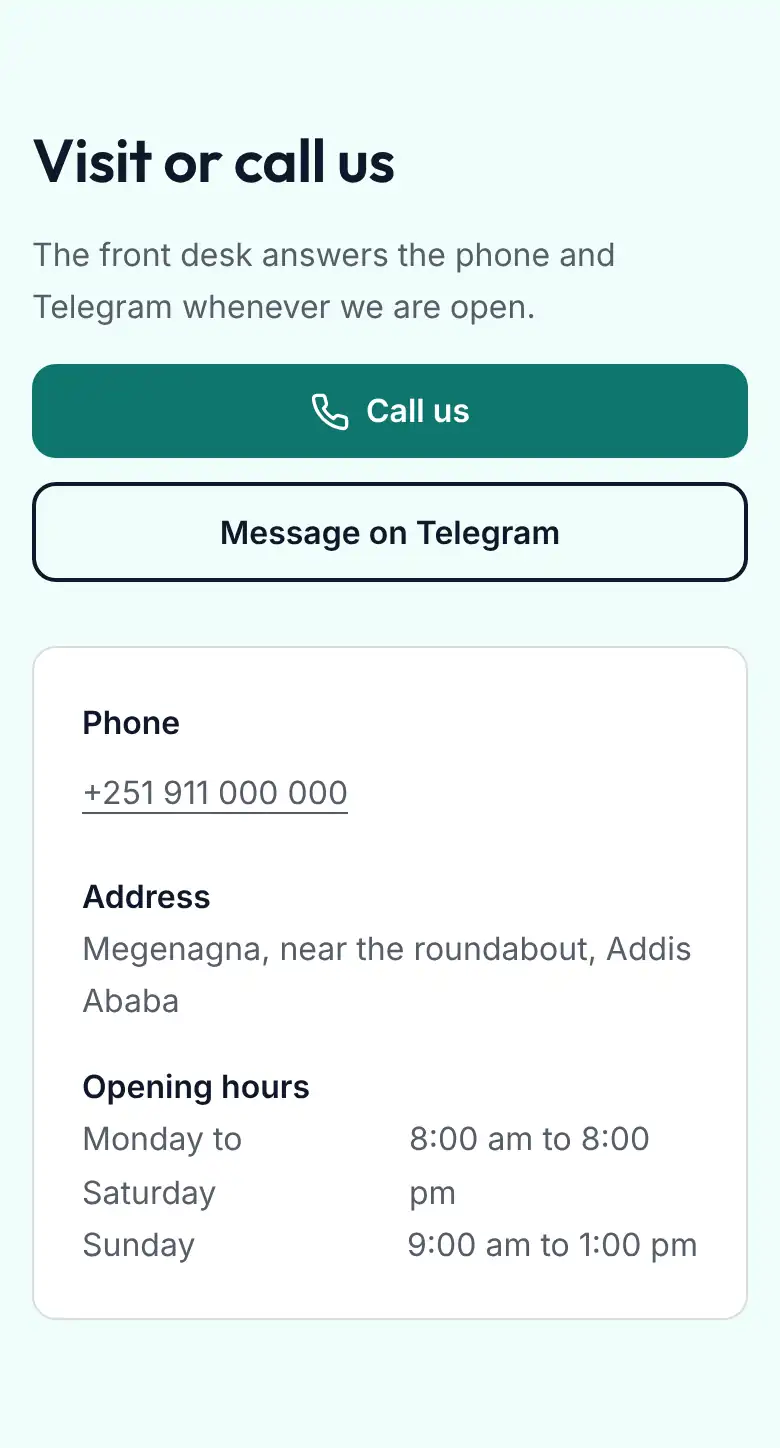 Visit or call us
The front desk answers the phone and
Telegram whenever we are open.
Call us
Message on Telegram
Phone
+251 911 000 000
Address
Megenagna, near the roundabout, Addis
Ababa
Opening hours
Monday to 8:00 am to 8:00
Saturday pm
Sunday 9:00 am to 1:00 pm